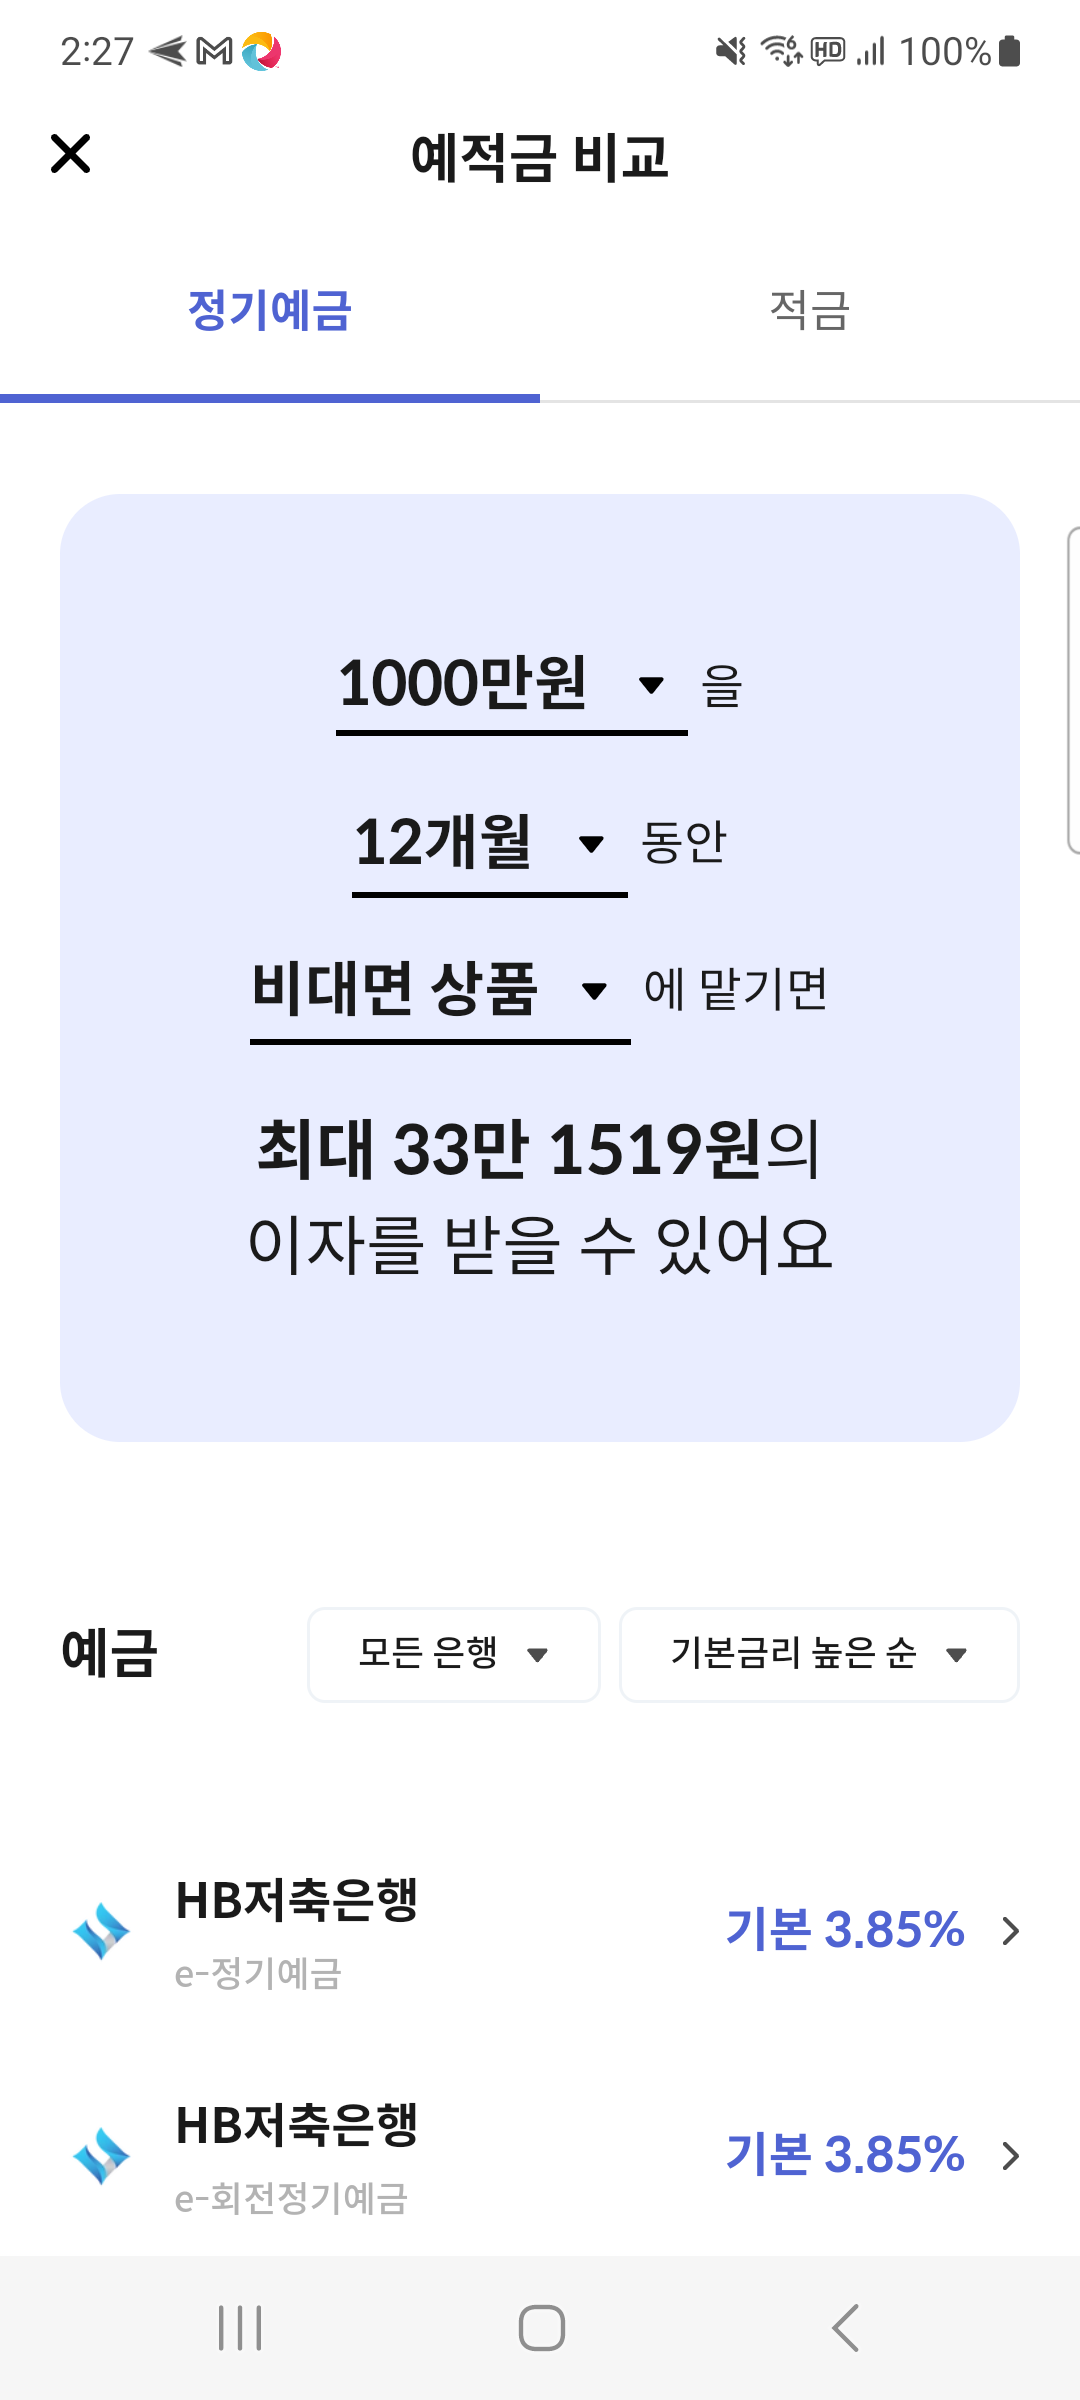 2:27
HD
100%
예적금 비교
정기예금
적금
1000만원 을
12개월 동안
비대면 상품 에 맡기면
최대 33만 1519원의
이자를 받을 수 있어요
예금
모든 은행
기본금리 높은 순
HB저축은행
e-정기예금
기본 3.85%
HB저축은행
e-회전정기예금
기본 3.85%